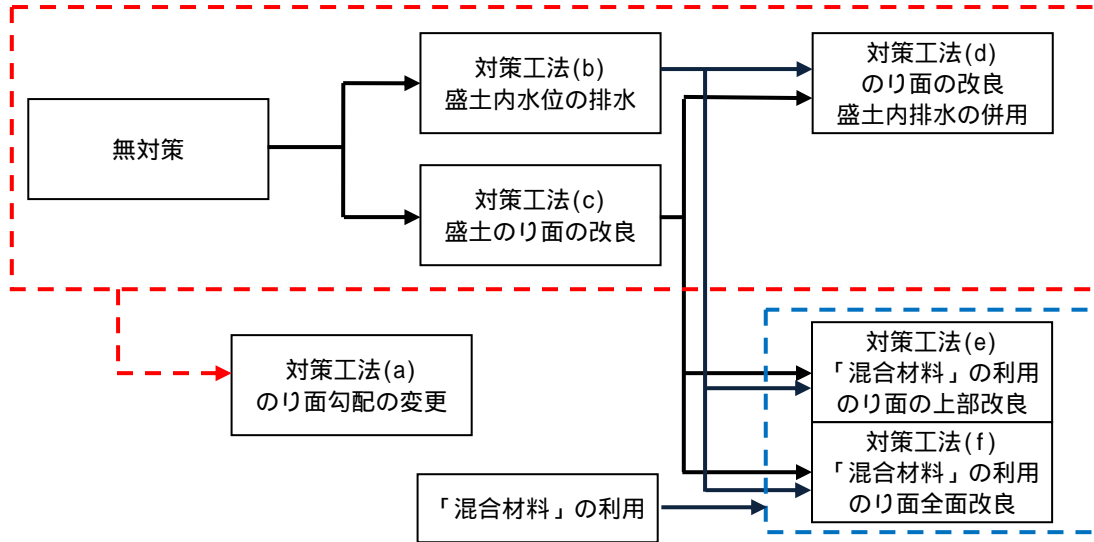 無対策
対策工法(b)
盛土内水位の排水
対策工法(c)
盛土のり面の改良
対策工法(d)
のり面の改良
盛土内排水の併用
対策工法(a)
のり面勾配の変更
対策工法(e)
「混合材料」の利用
のり面の上部改良
対策工法(f)
「混合材料」の利用
のり面全面改良
「混合材料」の利用